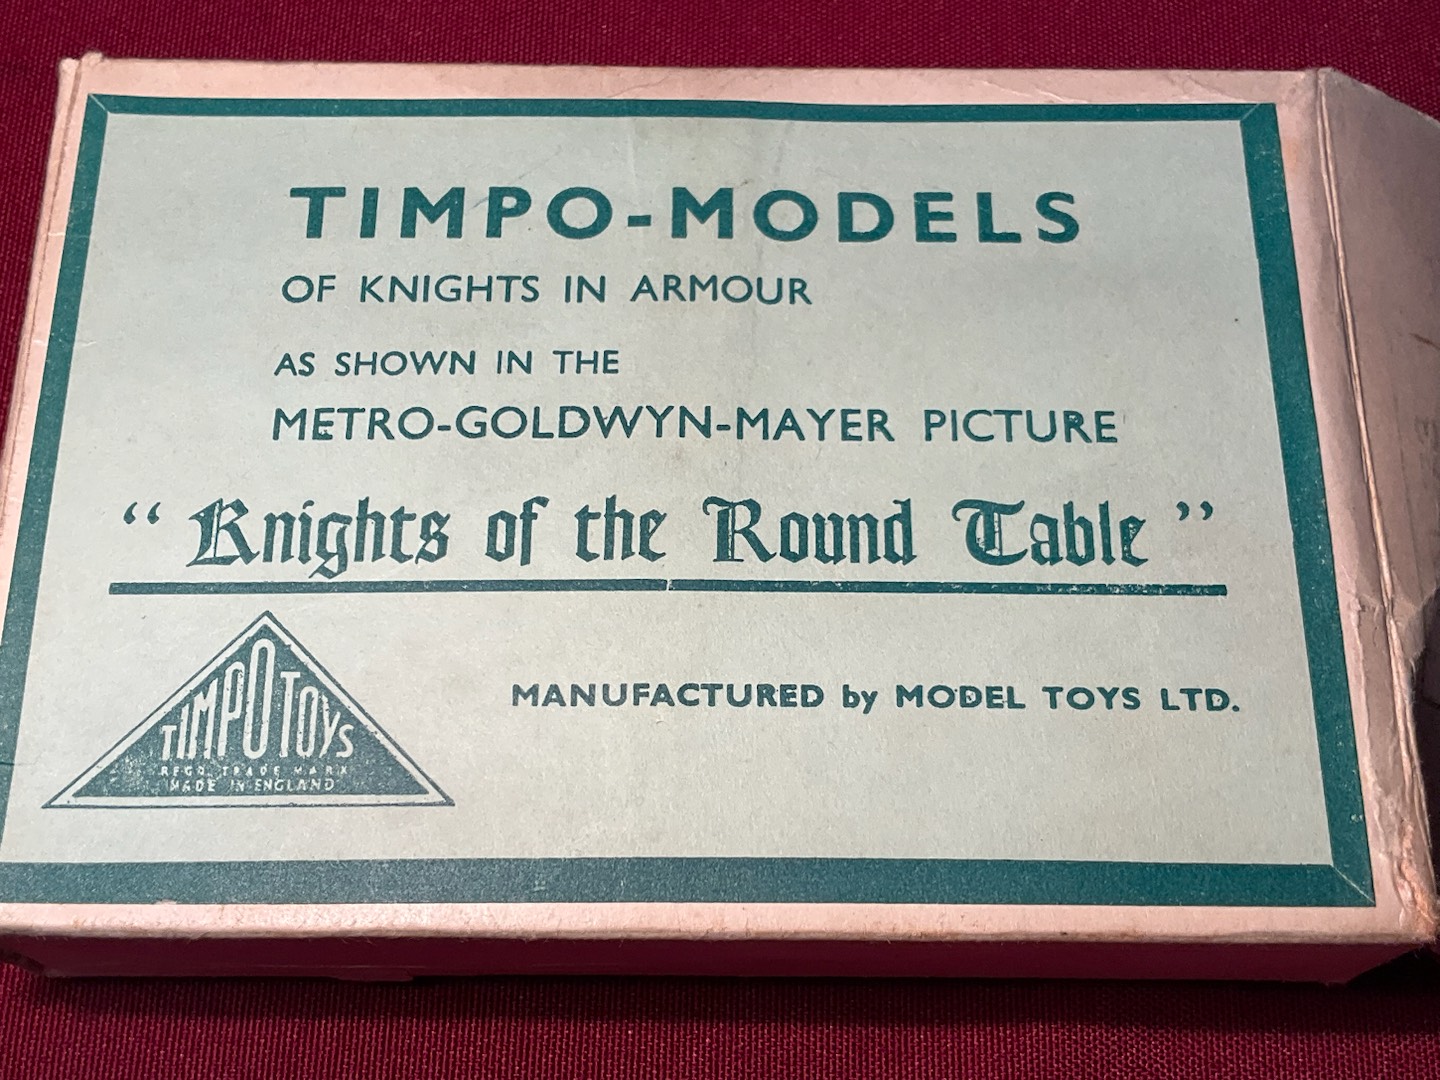 TIMPO-MODELS
OF KNIGHTS IN ARMOUR
AS SHOWN IN THE
METRO-GOLDWYN-MAYER PICTURE
“ Knights of the Round Table ”
TIMPO TOYS
REGD. TRADE MARK
MADE IN ENGLAND
MANUFACTURED by MODEL TOYS LTD.